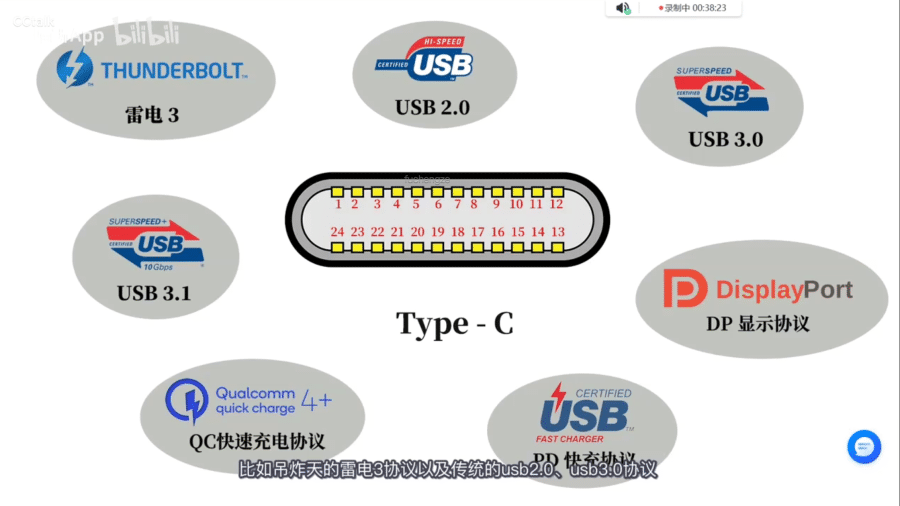 录制中 00:38:23
bilibili
THUNDERBOLT™
雷电 3
HI-SPEED
CERTIFIED USB
USB 2.0
SUPERSPEED
CERTIFIED USB
USB 3.0
1 2 3 4 5 6 7 8 9 10 11 12
24 23 22 21 20 19 18 17 16 15 14 13
Type - C
SUPERSPEED+
CERTIFIED USB
10Gbps
USB 3.1
DisplayPort
DP 显示协议
Qualcomm
quick charge 4+
QC快速充电协议
CERTIFIED
USB™
FAST CHARGER
PD 快充协议
比如吊炸天的雷电3协议以及传统的usb2.0、usb3.0协议